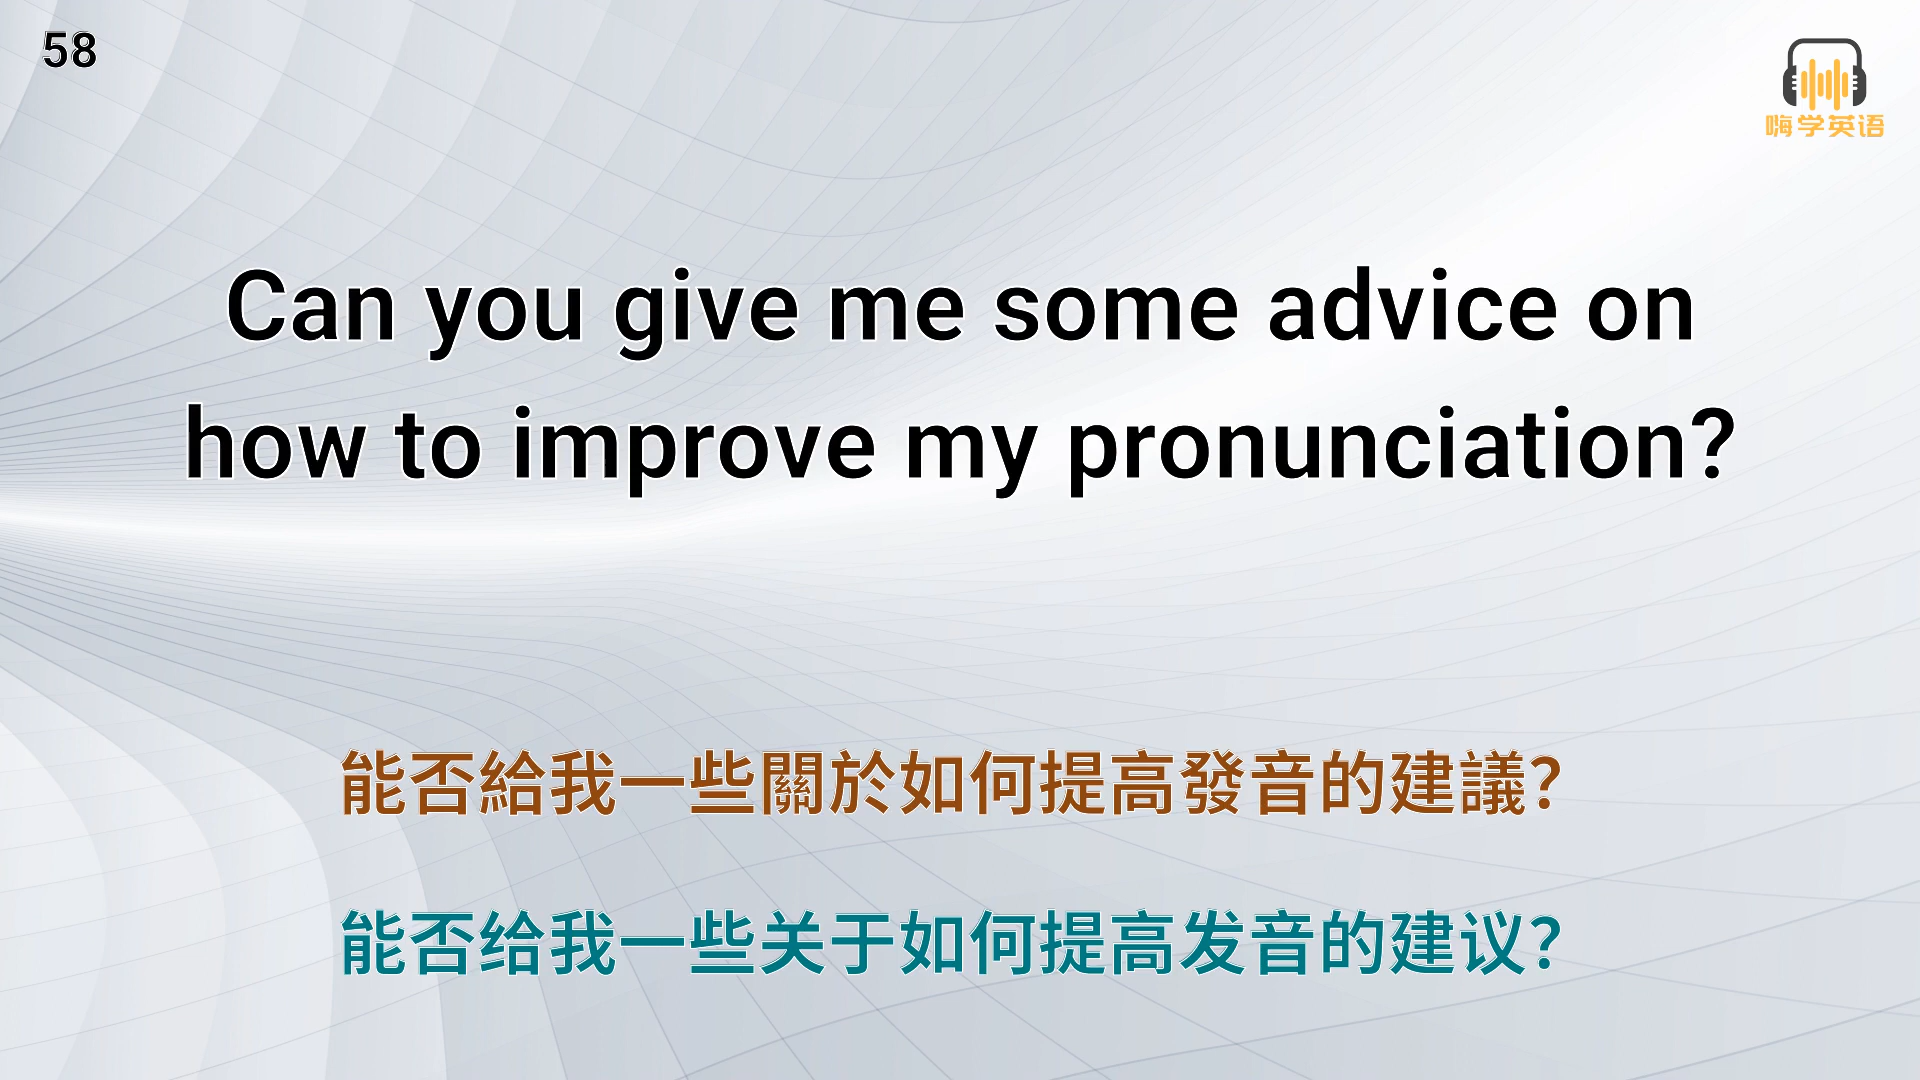 58
嗨学英语
Can you give me some advice on
how to improve my pronunciation?
能否給我一些關於如何提高發音的建議？
能否给我一些关于如何提高发音的建议？